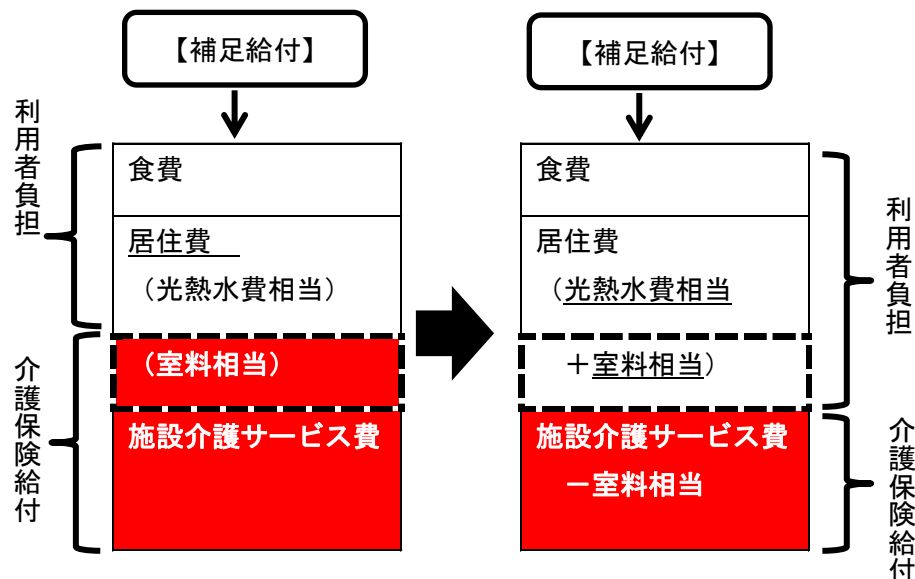 【補足給付】
利用者負担
食費
居住費
（光熱水費相当）
介護保険給付
（室料相当）
施設介護サービス費
【補足給付】
食費
居住費
（光熱水費相当
＋室料相当）
利用者負担
施設介護サービス費
－室料相当
介護保険給付